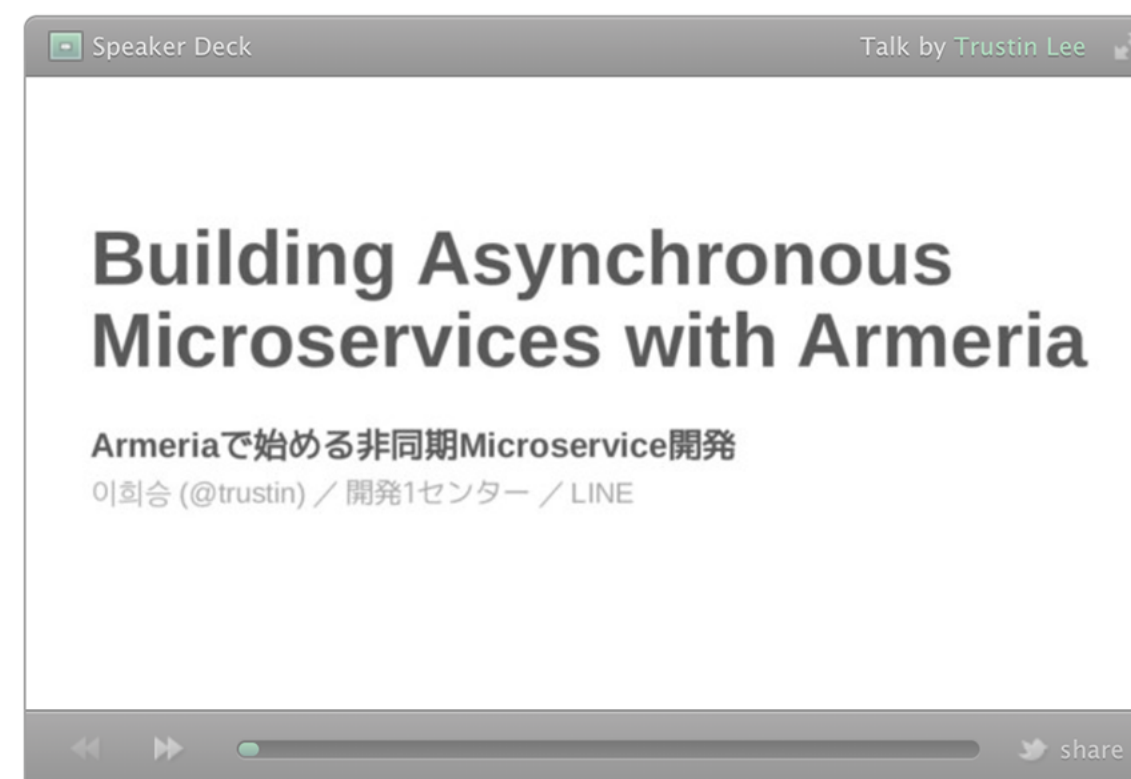 Speaker Deck
Talk by Trustin Lee
Building Asynchronous
Microservices with Armeria
Armeriaで始める非同期Microservice開発
이희승 (@trustin) ／ 開発1センター ／ LINE
share